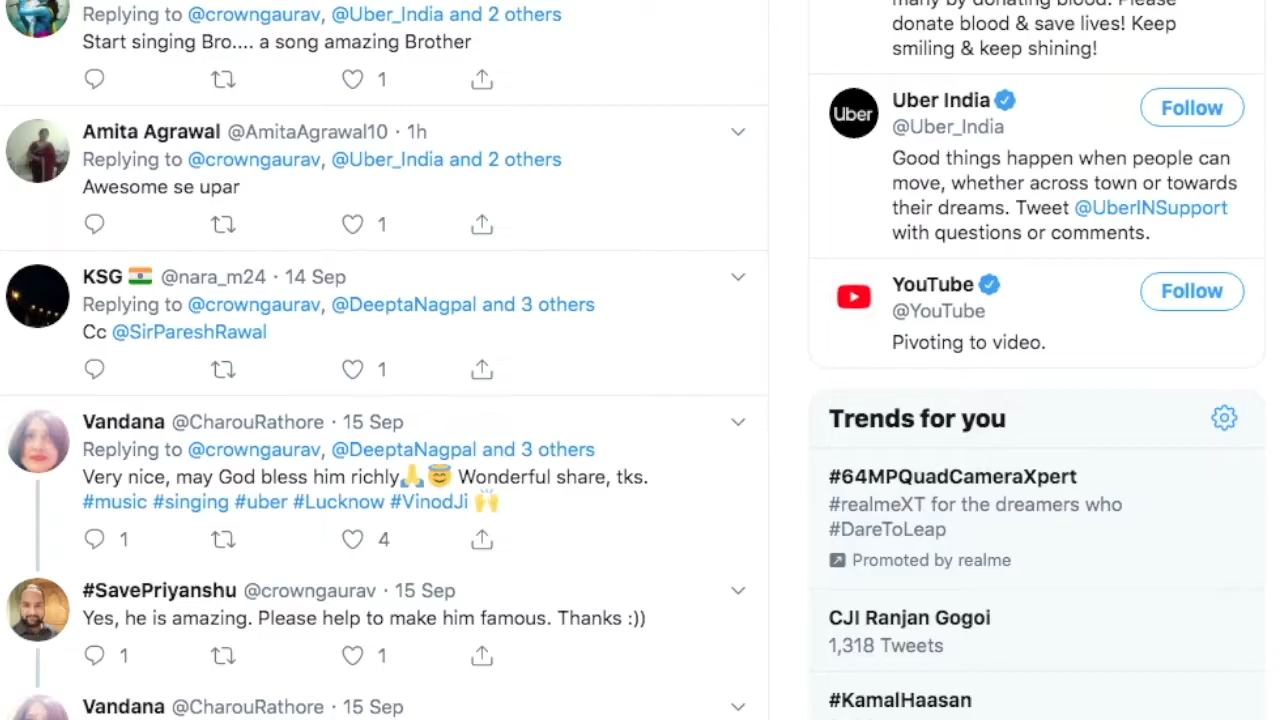 Replying to @crowngaurav, @Uber_India and 2 others
Start singing Bro.... a song amazing Brother
1
Amita Agrawal @AmitaAgrawal10 · 1h
Replying to @crowngaurav, @Uber_India and 2 others
Awesome se upar
1
KSG 🇮🇳 @nara_m24 · 14 Sep
Replying to @crowngaurav, @DeeptaNagpal and 3 others
Cc @SirPareshRawal
1
Vandana @CharouRathore · 15 Sep
Replying to @crowngaurav, @DeeptaNagpal and 3 others
Very nice, may God bless him richly🙏😇 Wonderful share, tks.
#music #singing #uber #Lucknow #VinodJi 🙌
1 4
#SavePriyanshu @crowngaurav · 15 Sep
Yes, he is amazing. Please help to make him famous. Thanks :))
1 1
Vandana @CharouRathore · 15 Sep
many by donating blood. Please
donate blood & save lives! Keep
smiling & keep shining!
Uber
Uber India
Follow
@Uber_India
Good things happen when people can
move, whether across town or towards
their dreams. Tweet @UberINSupport
with questions or comments.
YouTube
Follow
@YouTube
Pivoting to video.
Trends for you
#64MPQuadCameraXpert
#realmeXT for the dreamers who
#DareToLeap
Promoted by realme
CJI Ranjan Gogoi
1,318 Tweets
#KamalHaasan